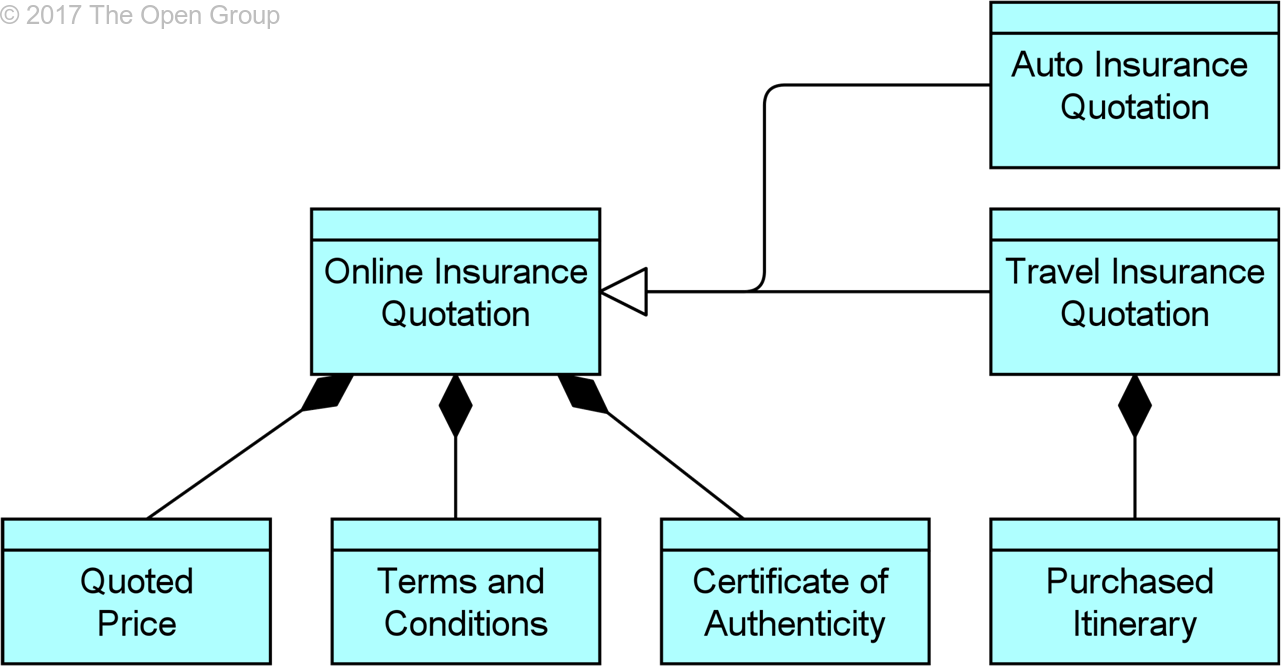 © 2017 The Open Group
Auto Insurance
Quotation
Online Insurance
Quotation
Travel Insurance
Quotation
Quoted
Price
Terms and
Conditions
Certificate of
Authenticity
Purchased
Itinerary